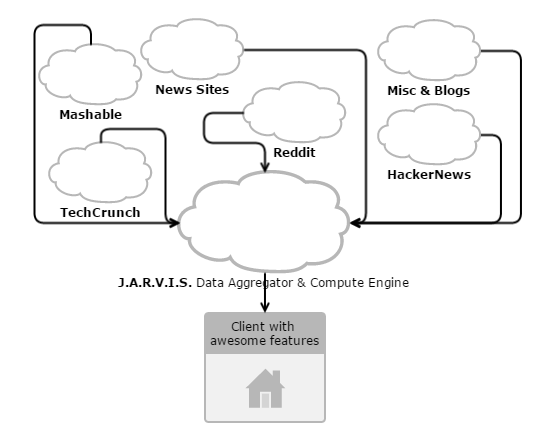 News Sites
Misc & Blogs
Mashable
Reddit
HackerNews
TechCrunch
J.A.R.V.I.S. Data Aggregator & Compute Engine
Client with
awesome features